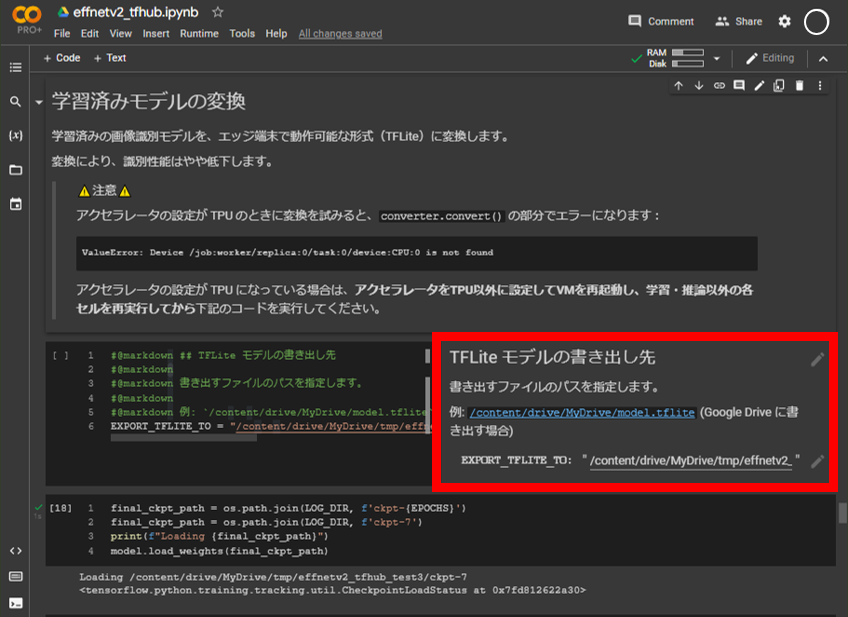 effnetv2_tfhub.ipynb
PRO+
File Edit View Insert Runtime Tools Help All changes saved
Comment Share
+ Code + Text
RAM
Disk
Editing
学習済みモデルの変換
学習済みの画像識別モデルを、エッジ端末で動作可能な形式（TFLite）に変換します。
変換により、識別性能はやや低下します。
⚠注意⚠
アクセラレータの設定が TPU のときに変換を試みると、converter.convert() の部分でエラーになります：
ValueError: Device /job:worker/replica:0/task:0/device:CPU:0 is not found
アクセラレータの設定が TPU になっている場合は、アクセラレータをTPU以外に設定してVMを再起動し、学習・推論以外の各
セルを再実行してから下記のコードを実行してください。
[ ] 1 #@markdown ## TFLite モデルの書き出し先
2 #@markdown
3 #@markdown 書き出すファイルのパスを指定します。
4 #@markdown
5 #@markdown 例: `/content/drive/MyDrive/model.tflite`
6 EXPORT_TFLITE_TO = "/content/drive/MyDrive/tmp/effn
TFLite モデルの書き出し先
書き出すファイルのパスを指定します。
例: /content/drive/MyDrive/model.tflite (Google Drive に書
き出す場合)
EXPORT_TFLITE_TO: "/content/drive/MyDrive/tmp/effnetv2_"
[18] 1 final_ckpt_path = os.path.join(LOG_DIR, f'ckpt-{EPOCHS}')
1s
2 final_ckpt_path = os.path.join(LOG_DIR, f'ckpt-7')
3 print(f"Loading {final_ckpt_path}")
4 model.load_weights(final_ckpt_path)
Loading /content/drive/MyDrive/tmp/effnetv2_tfhub_test3/ckpt-7
<tensorflow.python.training.tracking.util.CheckpointLoadStatus at 0x7fd812622a30>